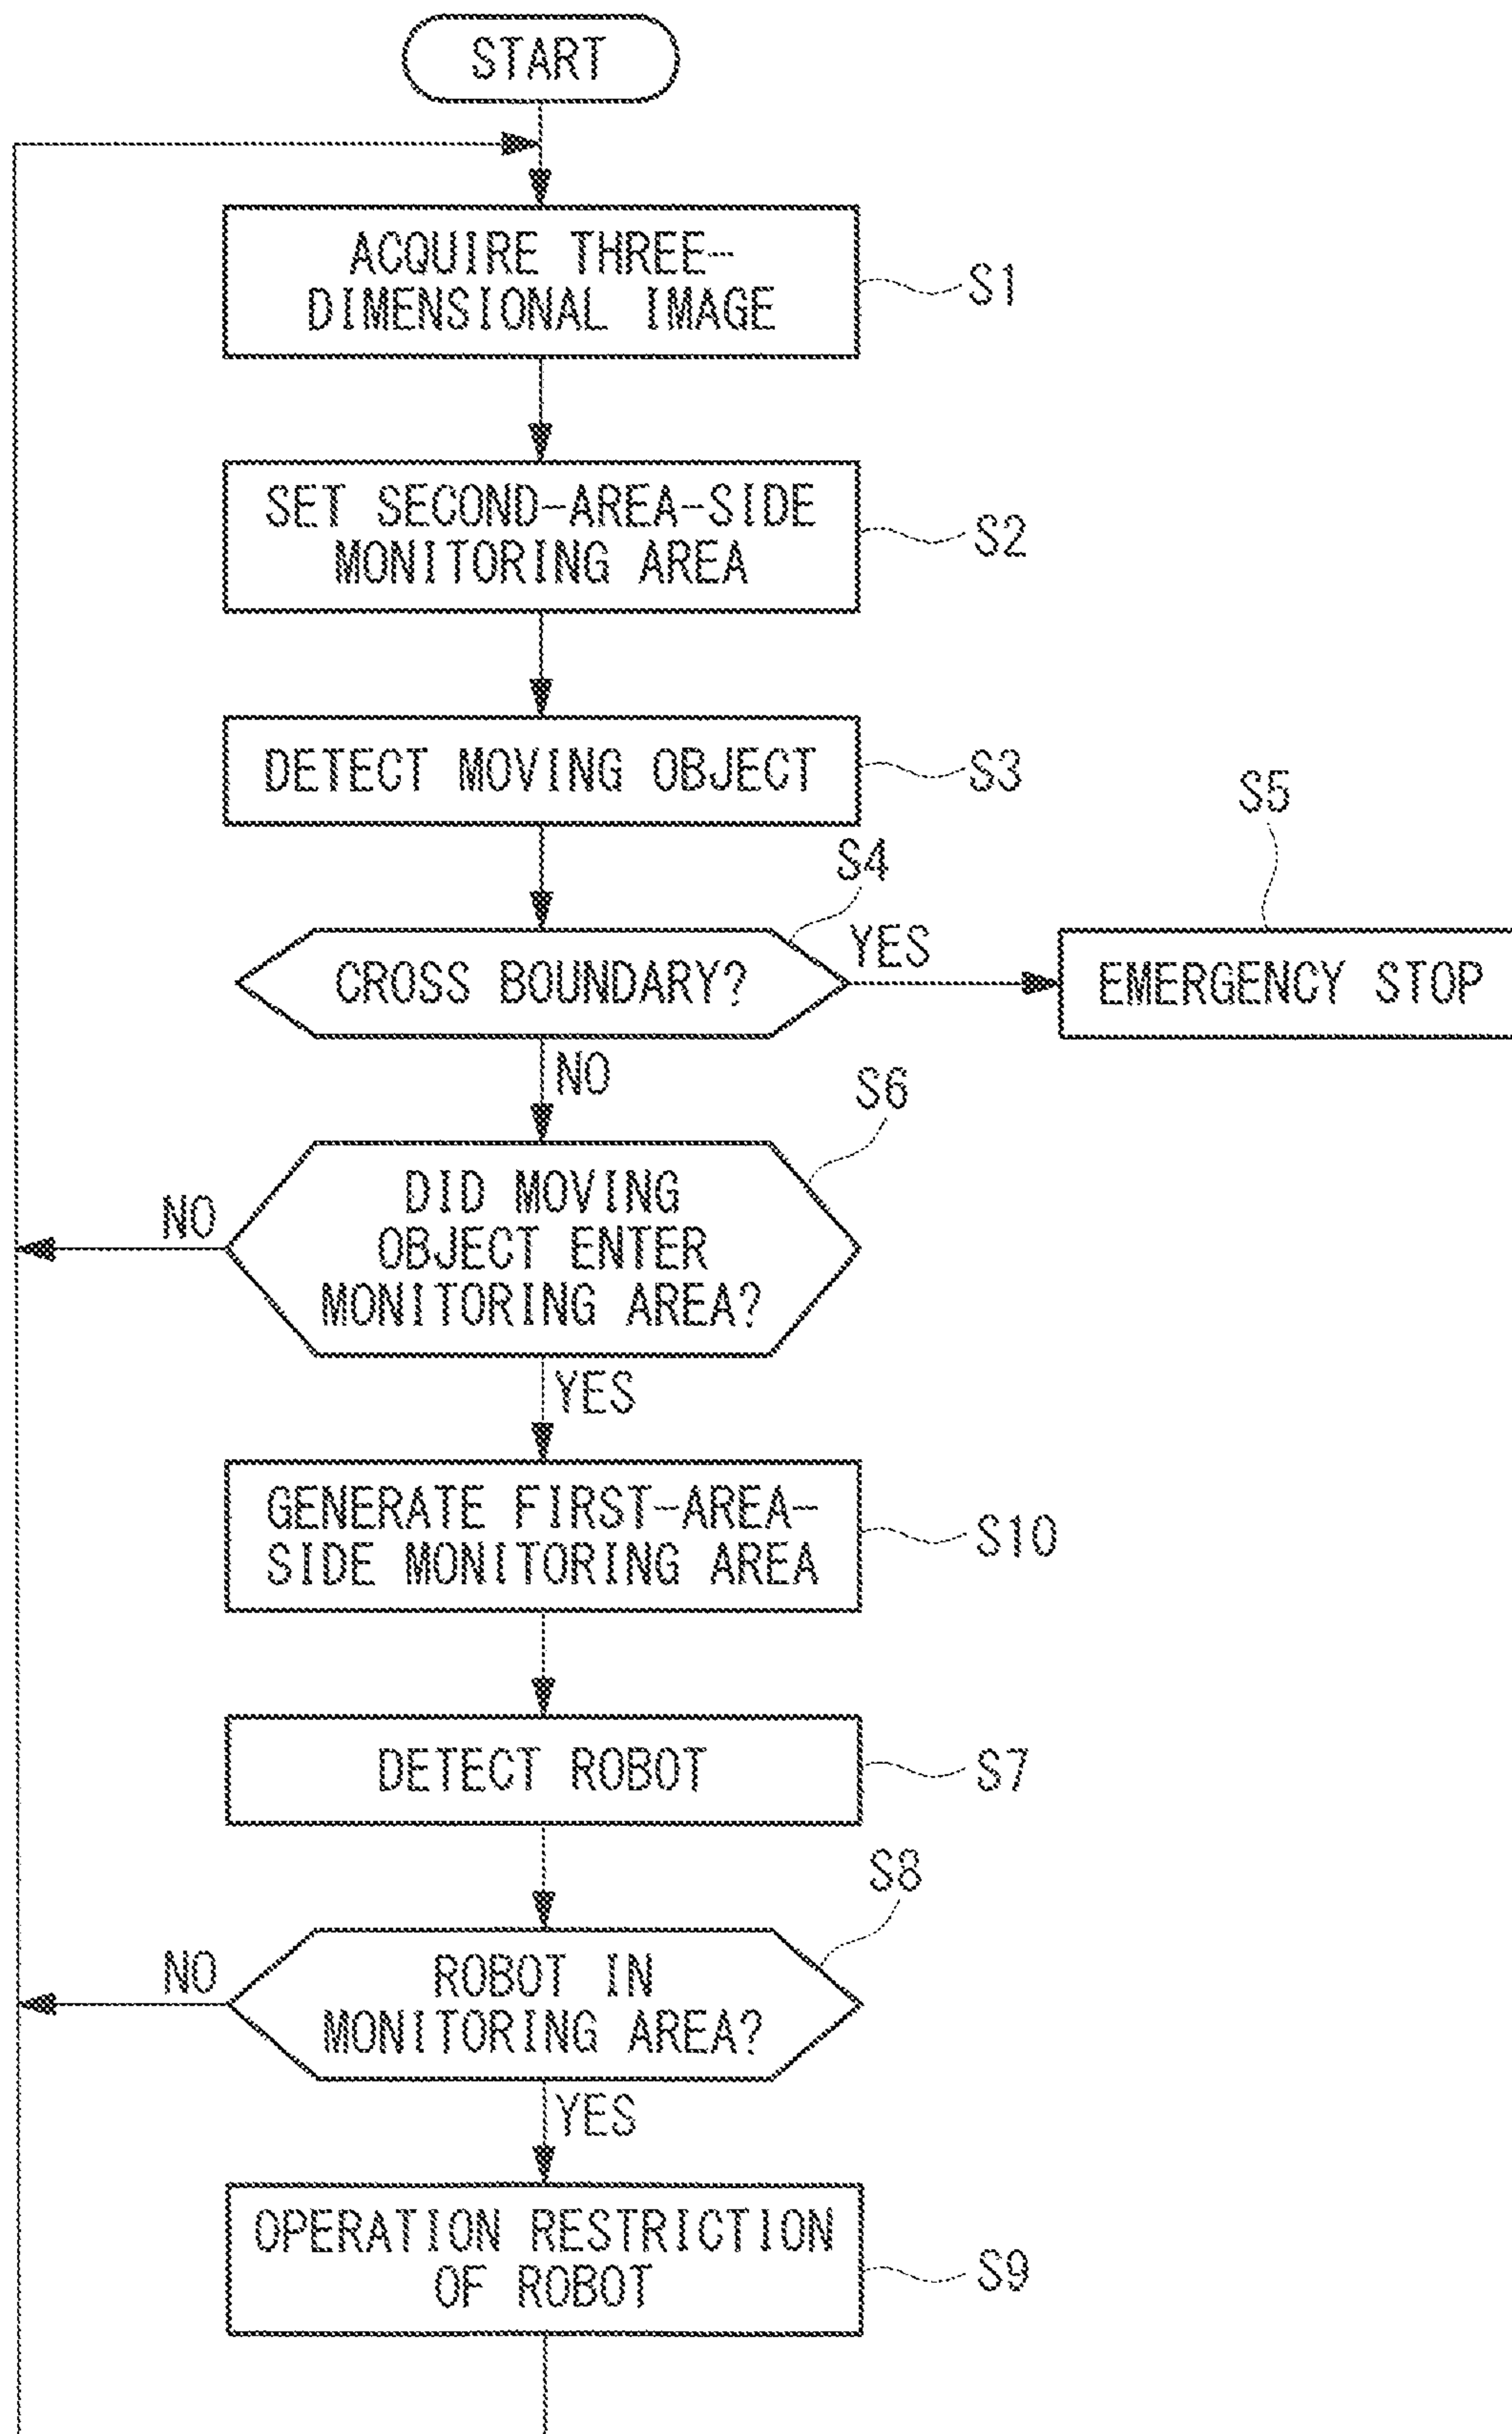 START
ACQUIRE THREE-
DIMENSIONAL IMAGE
S1
SET SECOND-AREA-SIDE
MONITORING AREA
S2
DETECT MOVING OBJECT
S3
S4
S5
CROSS BOUNDARY?
YES
EMERGENCY STOP
NO
S6
DID MOVING
OBJECT ENTER
MONITORING AREA?
NO
YES
GENERATE FIRST-AREA-
SIDE MONITORING AREA
S10
DETECT ROBOT
S7
S8
ROBOT IN
MONITORING AREA?
NO
YES
OPERATION RESTRICTION
OF ROBOT
S9